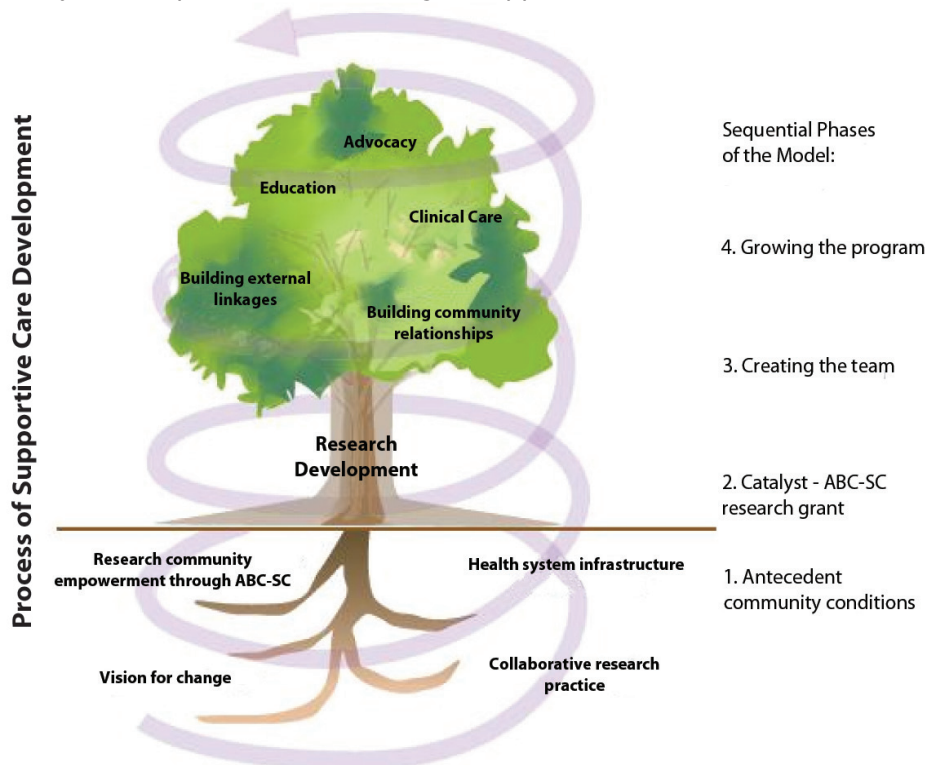 Process of Supportive Care Development
Advocacy
Education
Clinical Care
Building external
linkages
Building community
relationships
Research
Development
Research community
empowerment through ABC-SC
Health system infrastructure
Vision for change
Collaborative research
practice
Sequential Phases
of the Model:
4. Growing the program
3. Creating the team
2. Catalyst - ABC-SC
research grant
1. Antecedent
community conditions